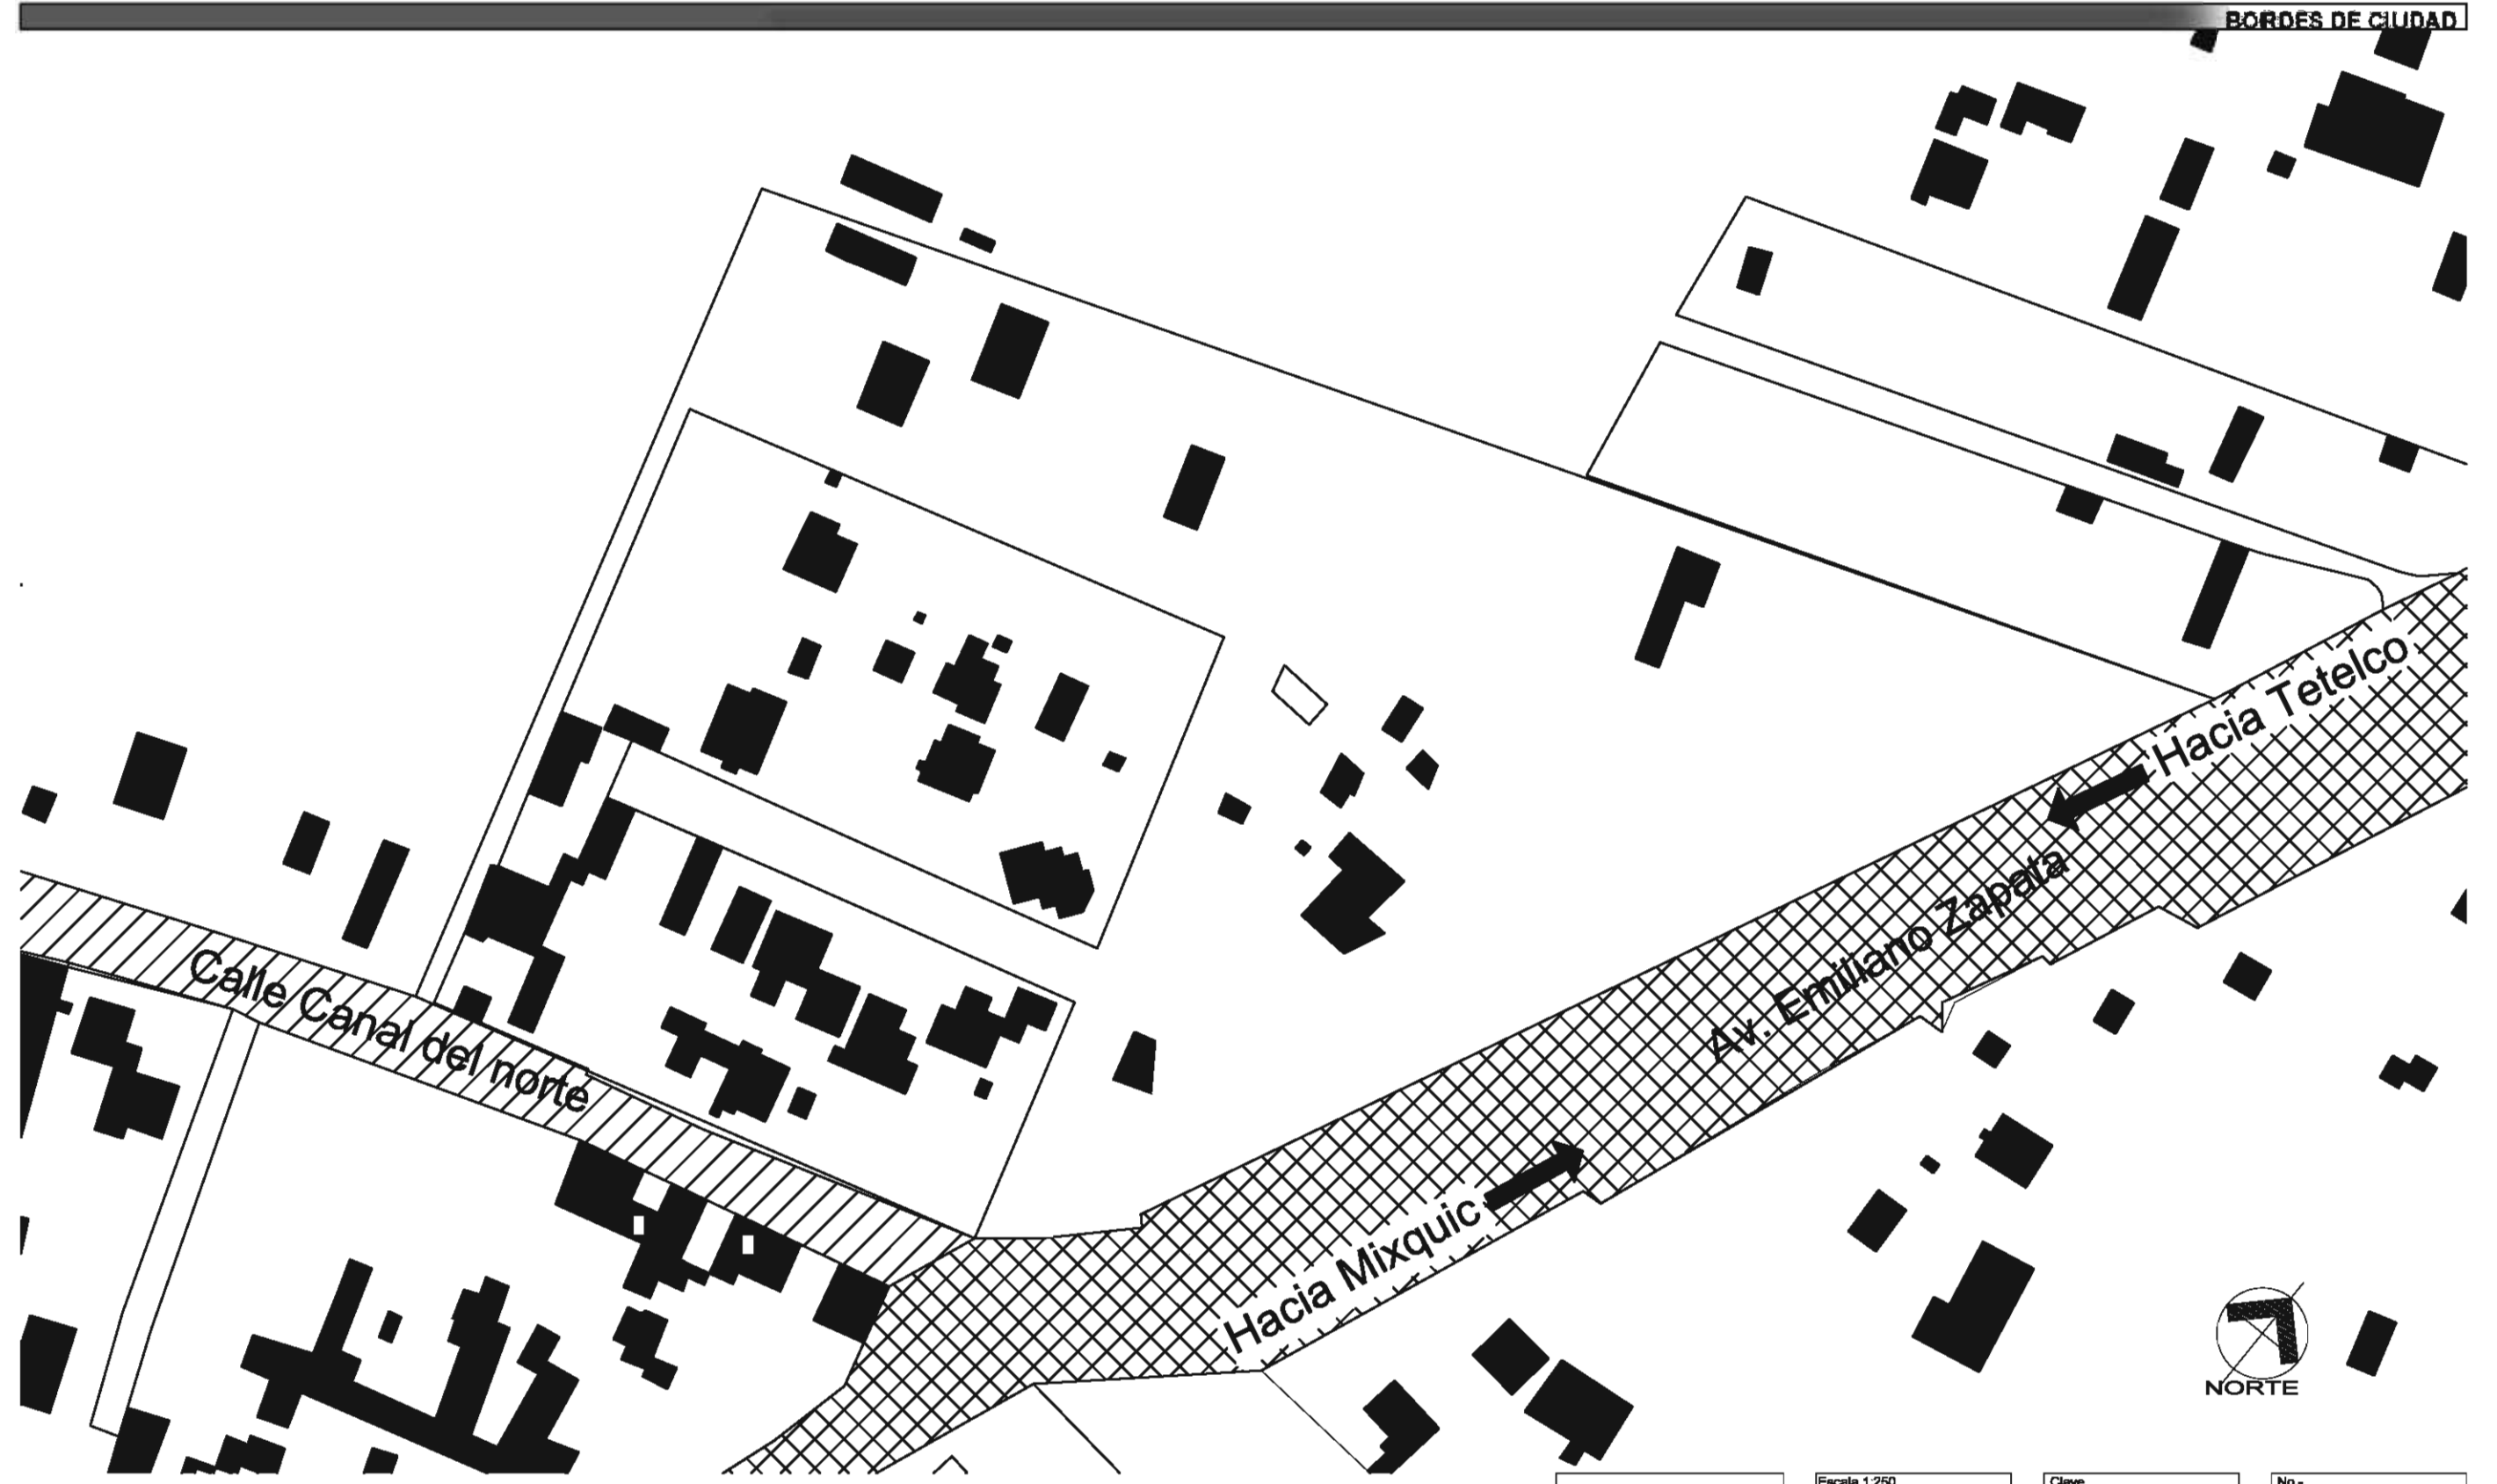 BORDES DE CIUDAD
Hacia Tetelco
Av. Emiliano Zapata
Calle Canal del norte
Hacia Mixquic
NORTE
Escala 1:250
Clave
No.-